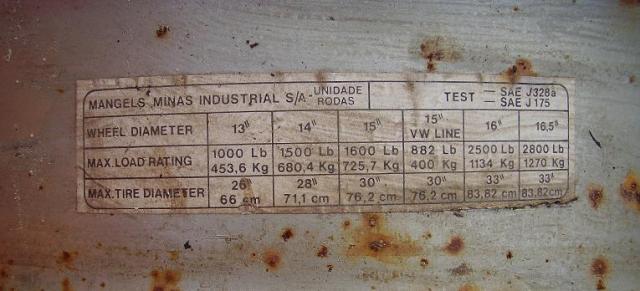 MANGELS MINAS INDUSTRIAL S/A - UNIDADE RODAS TEST — SAE J328a — SAE J175
WHEEL DIAMETER 13" 14" 15" 15" VW LINE 16" 16,5"
MAX.LOAD RATING 1000 Lb 1500 Lb 1600 Lb 882 Lb 2500 Lb 2800 Lb
453,6 Kg 680,4 Kg 725,7 Kg 400 Kg 1134 Kg 1270 Kg
MAX.TIRE DIAMETER 26" 28" 30" 30" 33" 33"
66 cm 71,1 cm 76,2 cm 76,2 cm 83,82 cm 83,82cm